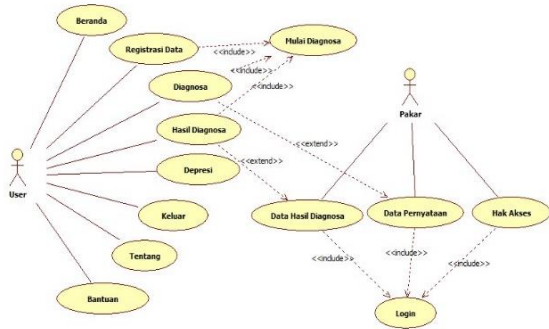 Beranda
Registrasi Data
<<include>>
Mulai Diagnosa
Diagnosa
<<include>>
<<include>>
Hasil Diagnosa
Pakar
<<extend>>
<<extend>>
Depresi
User
Data Hasil Diagnosa
Data Pernyataan
Hak Akses
Keluar
Tentang
<<include>>
<<include>>
<<include>>
Bantuan
Login